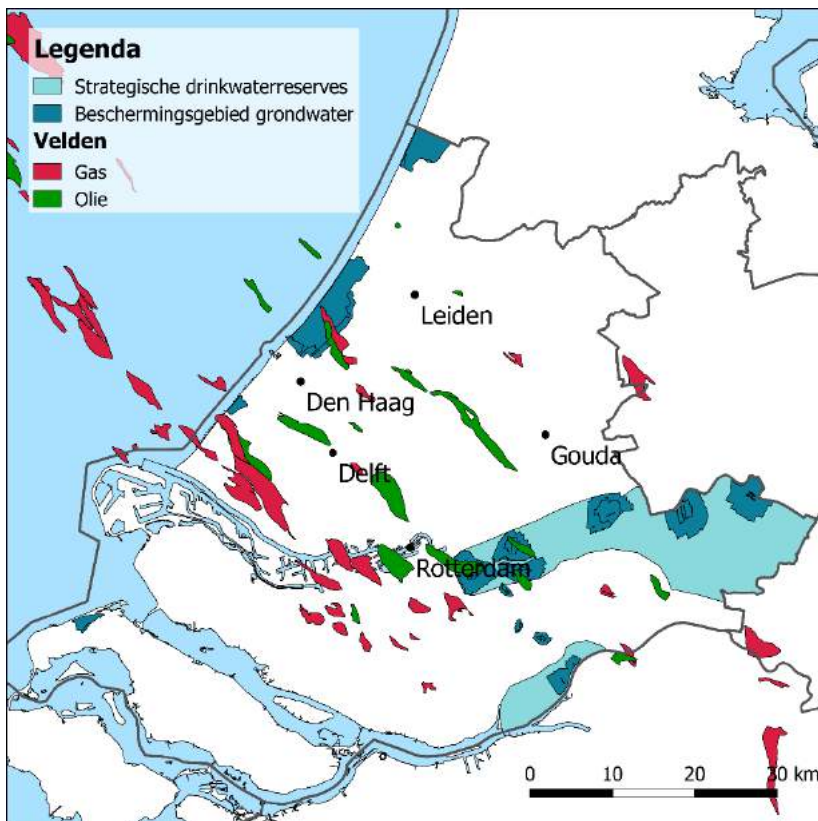 Legenda
Strategische drinkwaterreserves
Beschermingsgebied grondwater
Velden
Gas
Olie
Leiden
Den Haag
Gouda
Delft
Rotterdam
0 10 20 30 km